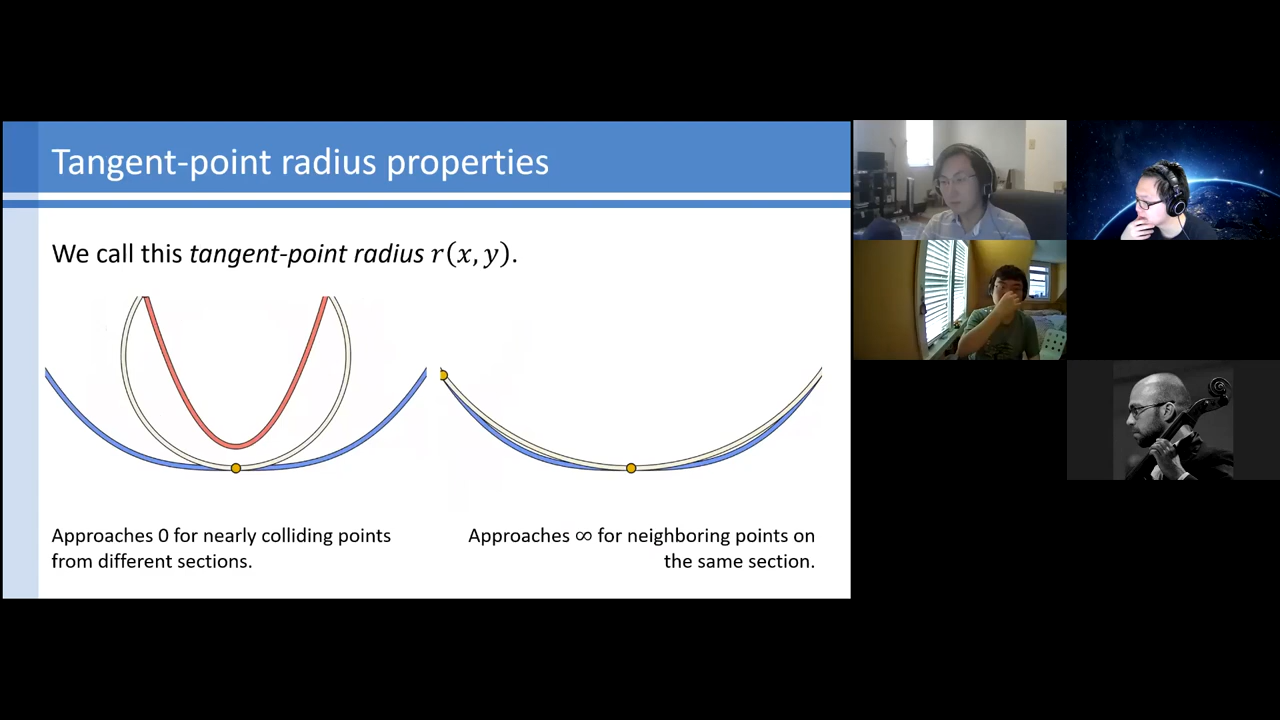 Tangent-point radius properties
We call this tangent-point radius r(x, y).
Approaches 0 for nearly colliding points
from different sections.
Approaches ∞ for neighboring points on
the same section.